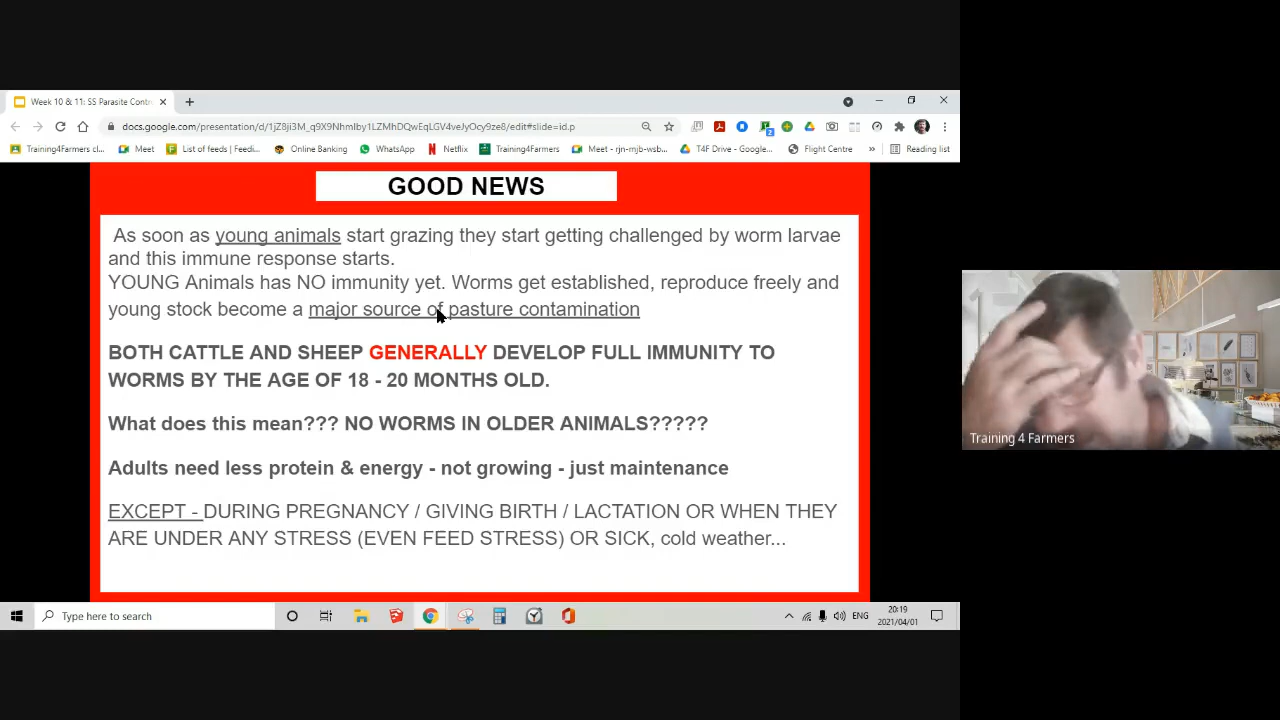 Week 10 & 11: SS Parasite Contr
docs.google.com/presentation/d/1jZ8ji3M_q9X9NhmIby1LZMhDQwEqLGV4veJyOcy9ze8/edit#slide=id.p
Training4Farmers cl... Meet List of feeds | Feedi... Online Banking WhatsApp Netflix Training4Farmers Meet - rjn-mjb-wsb... T4F Drive - Google... Flight Centre » Reading list
GOOD NEWS
As soon as young animals start grazing they start getting challenged by worm larvae
and this immune response starts.
YOUNG Animals has NO immunity yet. Worms get established, reproduce freely and
young stock become a major source of pasture contamination
BOTH CATTLE AND SHEEP GENERALLY DEVELOP FULL IMMUNITY TO
WORMS BY THE AGE OF 18 - 20 MONTHS OLD.
What does this mean??? NO WORMS IN OLDER ANIMALS?????
Adults need less protein & energy - not growing - just maintenance
EXCEPT - DURING PREGNANCY / GIVING BIRTH / LACTATION OR WHEN THEY
ARE UNDER ANY STRESS (EVEN FEED STRESS) OR SICK, cold weather...
Training 4 Farmers
Type here to search
ENG
20:19
2021/04/01